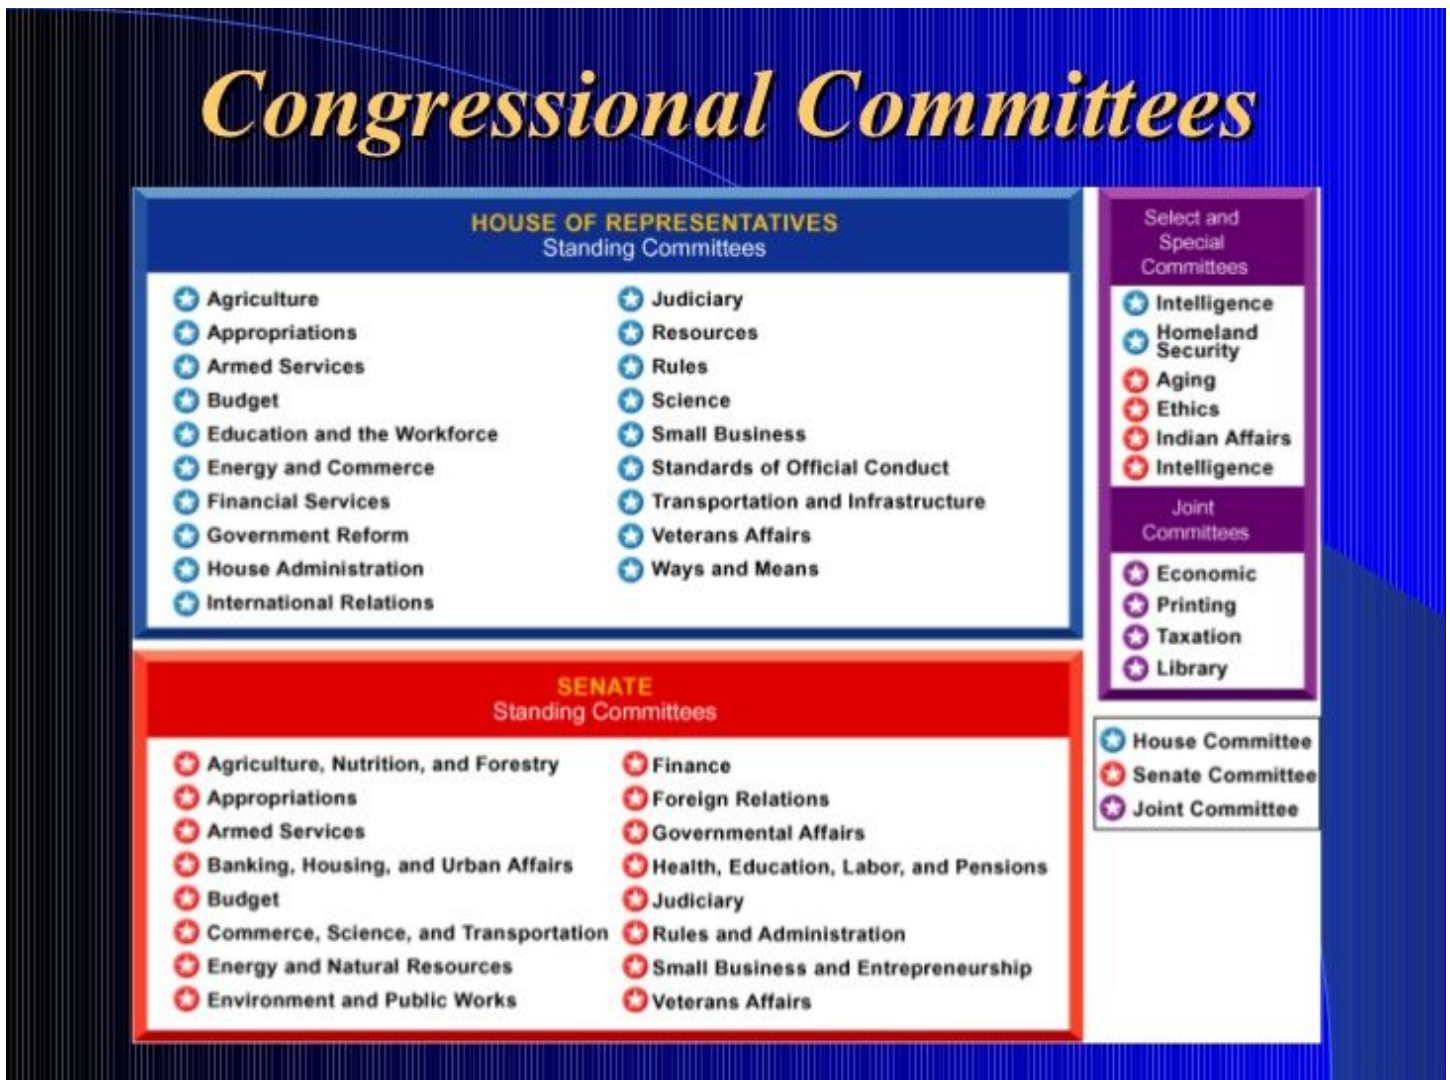 Congressional Committees
HOUSE OF REPRESENTATIVES
Standing Committees
Agriculture
Appropriations
Armed Services
Budget
Education and the Workforce
Energy and Commerce
Financial Services
Government Reform
House Administration
International Relations
Judiciary
Resources
Rules
Science
Small Business
Standards of Official Conduct
Transportation and Infrastructure
Veterans Affairs
Ways and Means
SENATE
Standing Committees
Agriculture, Nutrition, and Forestry
Appropriations
Armed Services
Banking, Housing, and Urban Affairs
Budget
Commerce, Science, and Transportation
Energy and Natural Resources
Environment and Public Works
Finance
Foreign Relations
Governmental Affairs
Health, Education, Labor, and Pensions
Judiciary
Rules and Administration
Small Business and Entrepreneurship
Veterans Affairs
Select and
Special
Committees
Intelligence
Homeland
Security
Aging
Ethics
Indian Affairs
Intelligence
Joint
Committees
Economic
Printing
Taxation
Library
House Committee
Senate Committee
Joint Committee